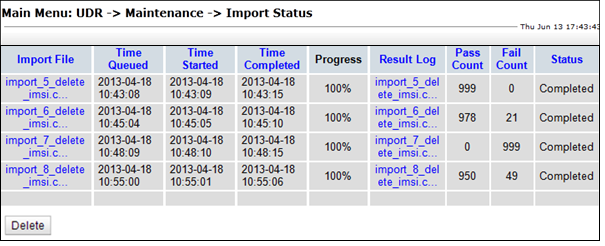 Main Menu: UDR -> Maintenance -> Import Status
Thu Jun 13 17:43:43
Import File Time Queued Time Started Time Completed Progress Result Log Pass Count Fail Count Status
import_5_delete_imsi.c... 2013-04-18 10:43:08 2013-04-18 10:43:09 2013-04-18 10:43:15 100% import_5_delete_imsi.c... 999 0 Completed
import_6_delete_imsi.c... 2013-04-18 10:45:04 2013-04-18 10:45:05 2013-04-18 10:45:10 100% import_6_delete_imsi.c... 978 21 Completed
import_7_delete_imsi.c... 2013-04-18 10:48:09 2013-04-18 10:48:10 2013-04-18 10:48:15 100% import_7_delete_imsi.c... 0 999 Completed
import_8_delete_imsi.c... 2013-04-18 10:55:00 2013-04-18 10:55:01 2013-04-18 10:55:06 100% import_8_delete_imsi.c... 950 49 Completed
Delete